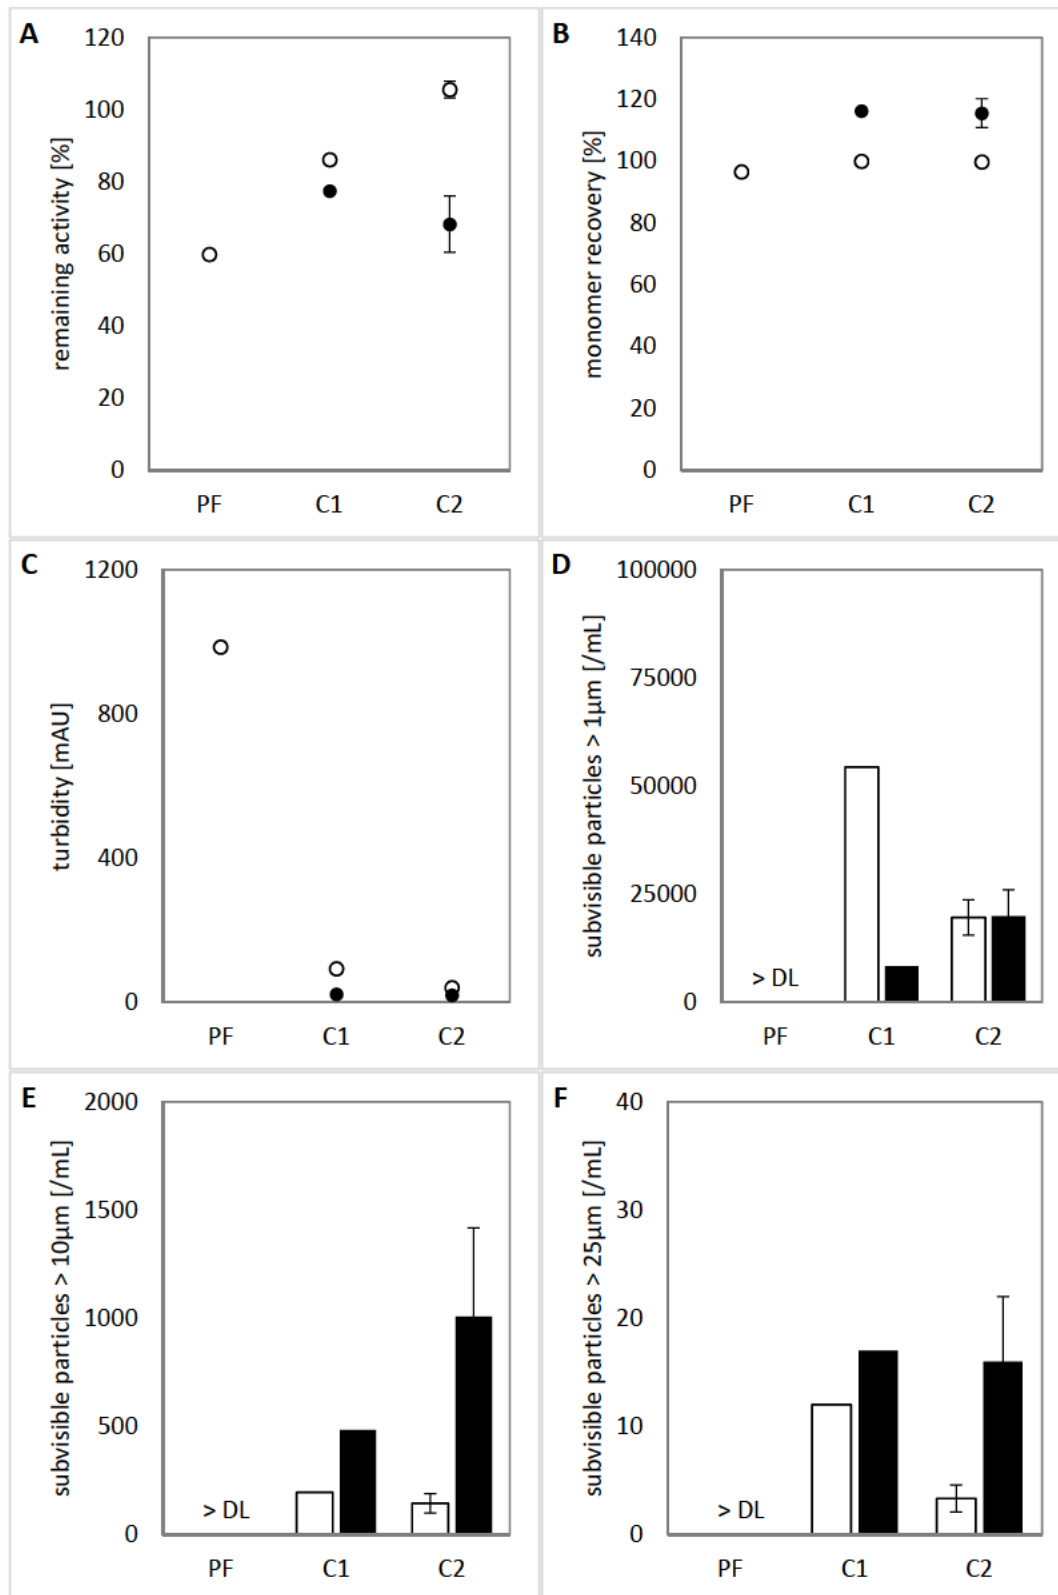 A
remaining activity [%]
120
100
80
60
40
20
0
PF C1 C2
B
monomer recovery [%]
140
120
100
80
60
40
20
0
PF C1 C2
C
turbidity [mAU]
1200
800
400
0
PF C1 C2
D
subvisible particles > 1µm [/mL]
100000
75000
50000
25000
0
> DL
PF C1 C2
E
subvisible particles > 10µm [/mL]
2000
1500
1000
500
0
> DL
PF C1 C2
F
subvisible particles > 25µm [/mL]
40
30
20
10
0
> DL
PF C1 C2